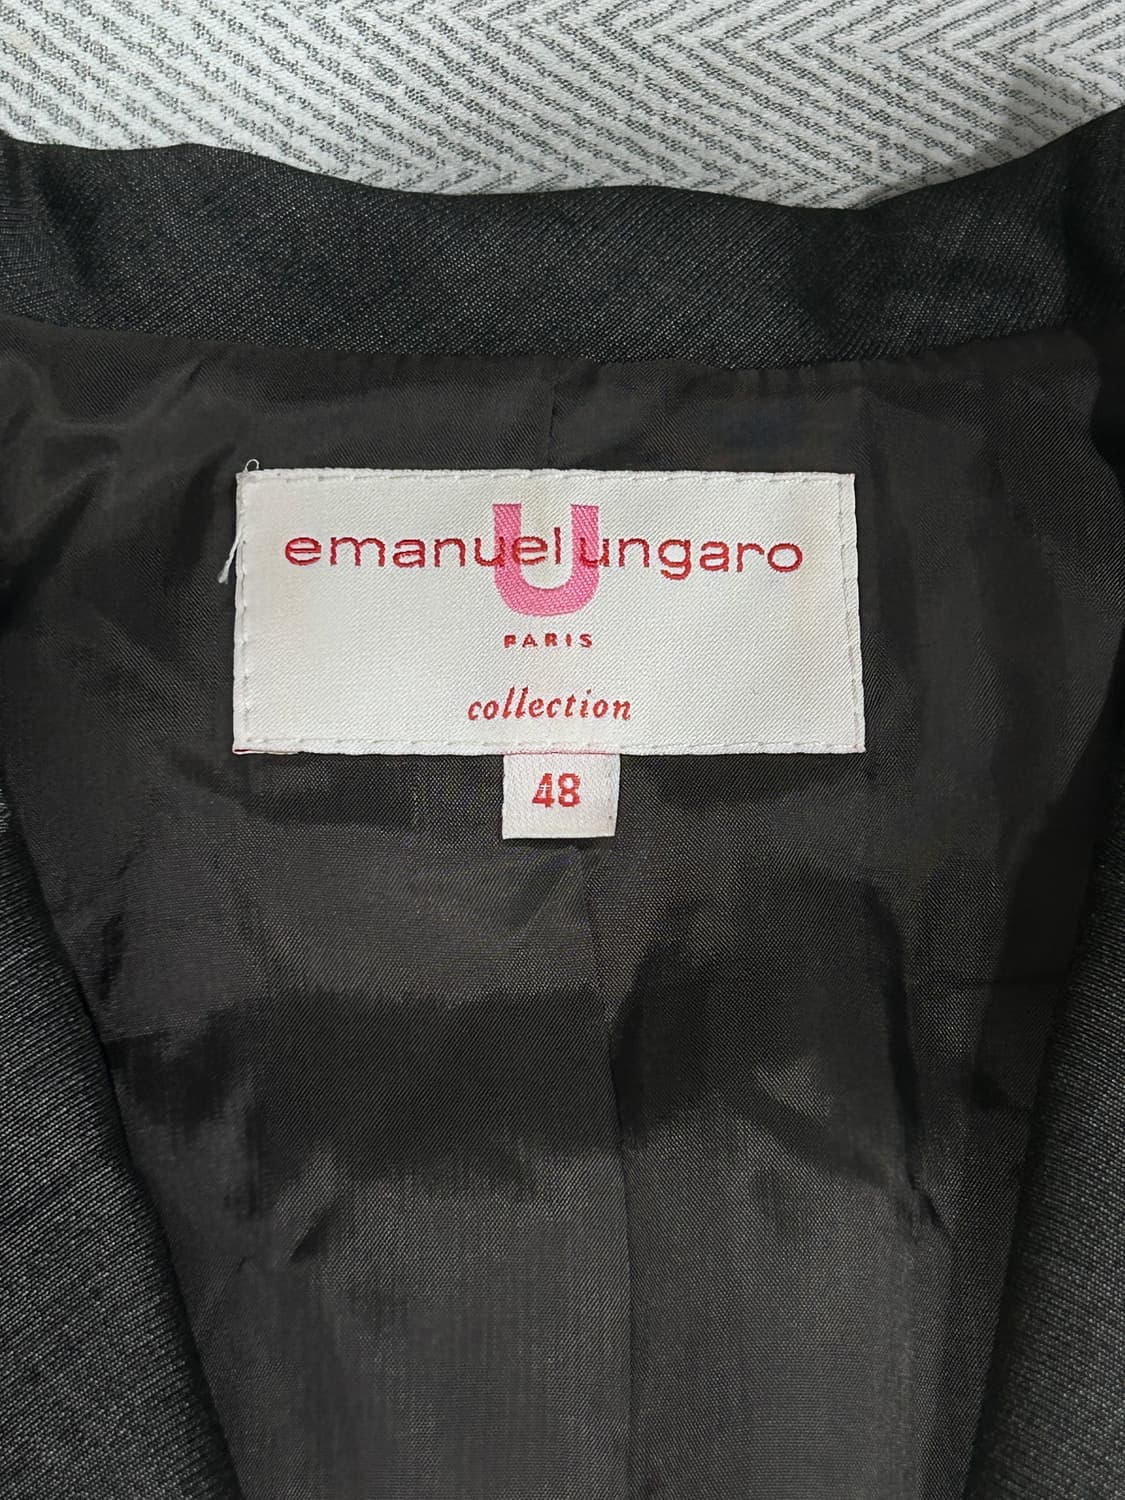 U
emanuel ungaro
PARIS
collection
48